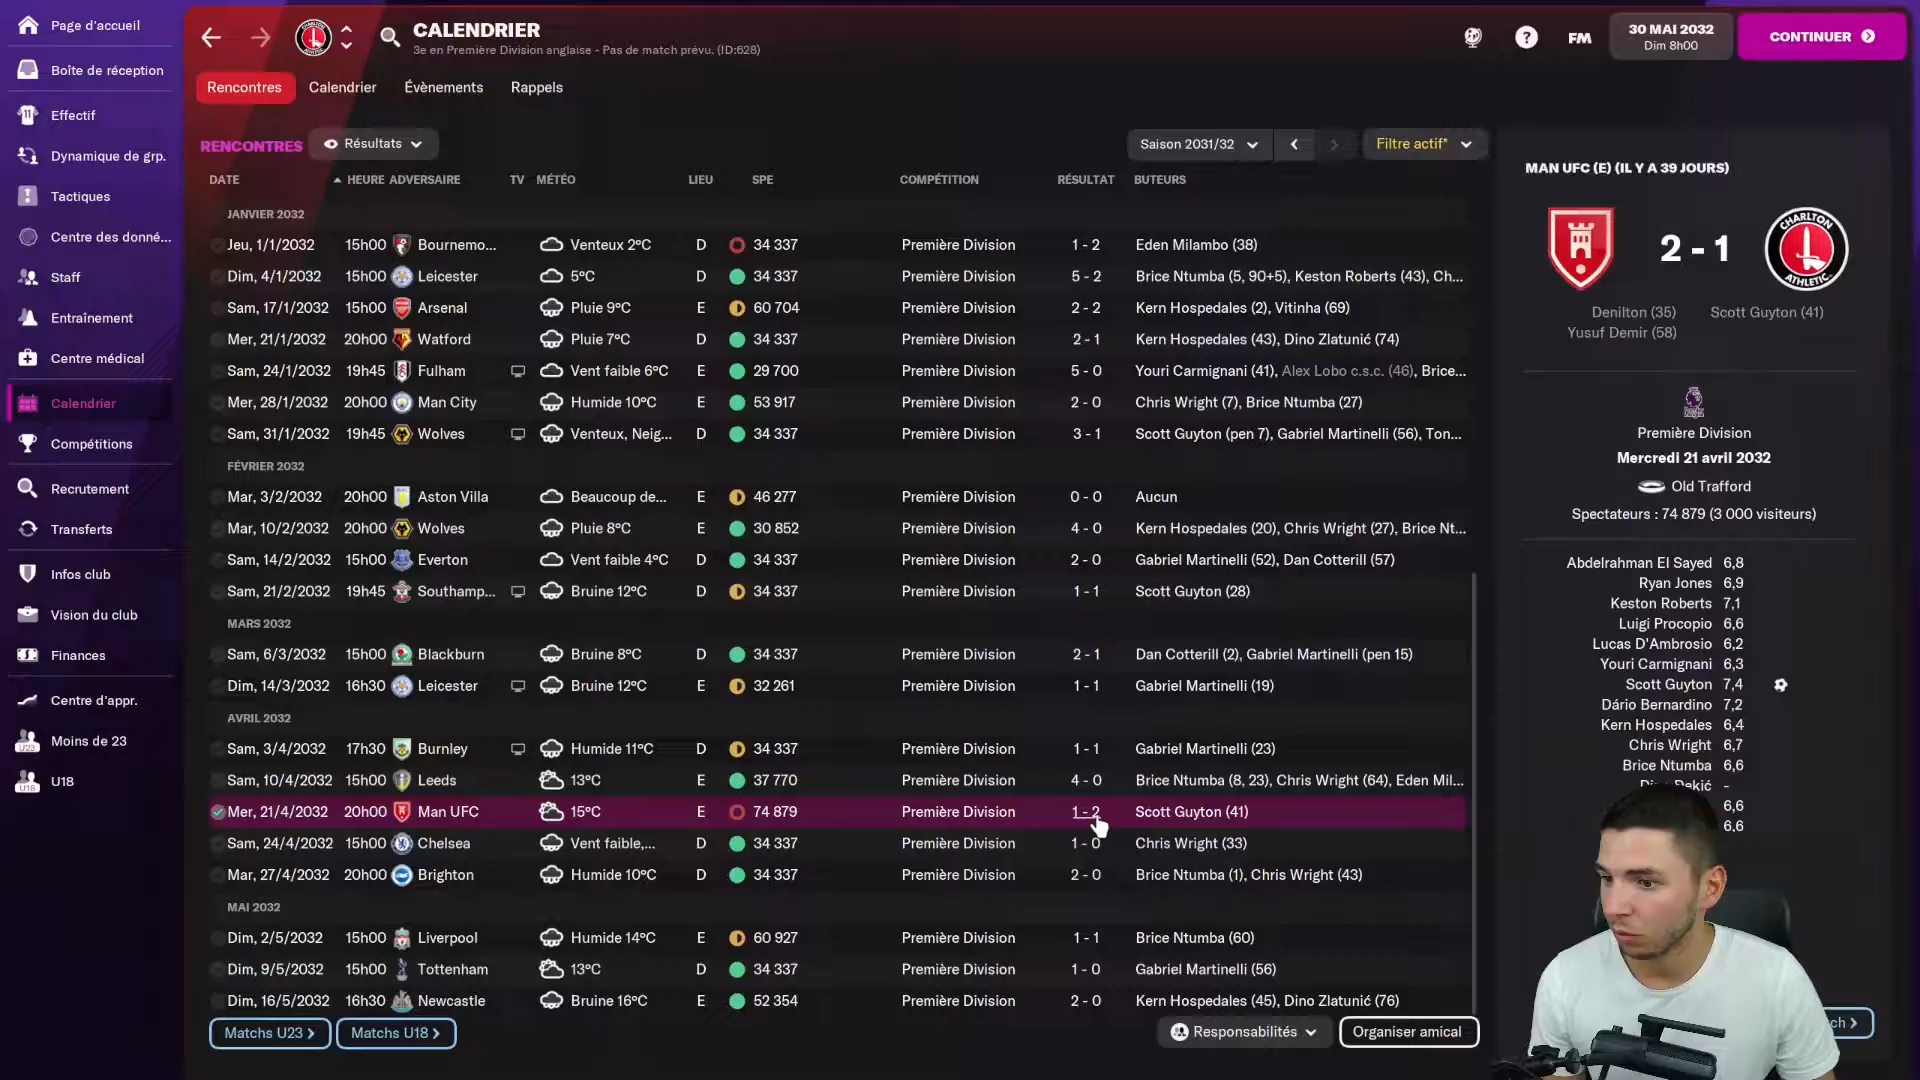 Page d'accueil
Boîte de réception
Effectif
Dynamique de grp.
Tactiques
Centre des donné...
Staff
Entraînement
Centre médical
Calendrier
Compétitions
Recrutement
Transferts
Infos club
Vision du club
Finances
Centre d'appr.
Moins de 23
U18
CALENDRIER
3e en Première Division anglaise - Pas de match prévu. (ID:628)
FM
30 MAI 2032
Dim 8h00
CONTINUER
Rencontres Calendrier Évènements Rappels
RENCONTRES Résultats Saison 2031/32 Filtre actif*
DATE HEURE ADVERSAIRE TV MÉTÉO LIEU SPE COMPÉTITION RÉSULTAT BUTEURS
JANVIER 2032
Jeu, 1/1/2032 15h00 Bournemo... Venteux 2°C D 34 337 Première Division 1 - 2 Eden Milambo (38)
Dim, 4/1/2032 15h00 Leicester 5°C D 34 337 Première Division 5 - 2 Brice Ntumba (5, 90+5), Keston Roberts (43), Ch...
Sam, 17/1/2032 15h00 Arsenal Pluie 9°C E 60 704 Première Division 2 - 2 Kern Hospedales (2), Vitinha (69)
Mer, 21/1/2032 20h00 Watford Pluie 7°C D 34 337 Première Division 2 - 1 Kern Hospedales (43), Dino Zlatunić (74)
Sam, 24/1/2032 19h45 Fulham Vent faible 6°C E 29 700 Première Division 5 - 0 Youri Carmignani (41), Alex Lobo c.s.c. (46), Brice...
Mer, 28/1/2032 20h00 Man City Humide 10°C E 53 917 Première Division 2 - 0 Chris Wright (7), Brice Ntumba (27)
Sam, 31/1/2032 19h45 Wolves Venteux, Neig... D 34 337 Première Division 3 - 1 Scott Guyton (pen 7), Gabriel Martinelli (56), Ton...
FÉVRIER 2032
Mar, 3/2/2032 20h00 Aston Villa Beaucoup de... E 46 277 Première Division 0 - 0 Aucun
Mar, 10/2/2032 20h00 Wolves Pluie 8°C E 30 852 Première Division 4 - 0 Kern Hospedales (20), Chris Wright (27), Brice Nt...
Sam, 14/2/2032 15h00 Everton Vent faible 4°C D 34 337 Première Division 2 - 0 Gabriel Martinelli (52), Dan Cotterill (57)
Sam, 21/2/2032 19h45 Southamp... Bruine 12°C D 34 337 Première Division 1 - 1 Scott Guyton (28)
MARS 2032
Sam, 6/3/2032 15h00 Blackburn Bruine 8°C D 34 337 Première Division 2 - 1 Dan Cotterill (2), Gabriel Martinelli (pen 15)
Dim, 14/3/2032 16h30 Leicester Bruine 12°C E 32 261 Première Division 1 - 1 Gabriel Martinelli (19)
AVRIL 2032
Sam, 3/4/2032 17h30 Burnley Humide 11°C D 34 337 Première Division 1 - 1 Gabriel Martinelli (23)
Sam, 10/4/2032 15h00 Leeds 13°C E 37 770 Première Division 4 - 0 Brice Ntumba (8, 23), Chris Wright (64), Eden Mil...
Mer, 21/4/2032 20h00 Man UFC 15°C E 74 879 Première Division 1 - 2 Scott Guyton (41)
Sam, 24/4/2032 15h00 Chelsea Vent faible,... D 34 337 Première Division 1 - 0 Chris Wright (33)
Mar, 27/4/2032 20h00 Brighton Humide 10°C D 34 337 Première Division 2 - 0 Brice Ntumba (1), Chris Wright (43)
MAI 2032
Dim, 2/5/2032 15h00 Liverpool Humide 14°C E 60 927 Première Division 1 - 1 Brice Ntumba (60)
Dim, 9/5/2032 15h00 Tottenham 13°C D 34 337 Première Division 1 - 0 Gabriel Martinelli (56)
Dim, 16/5/2032 16h30 Newcastle Bruine 16°C E 52 354 Première Division 2 - 0 Kern Hospedales (45), Dino Zlatunić (76)
Matchs U23 Matchs U18 Responsabilités Organiser amical
MAN UFC (E) (IL Y A 39 JOURS)
2 - 1
CHARLTON ATHLETIC
Denilton (35) Scott Guyton (41)
Yusuf Demir (58)
Première Division
Mercredi 21 avril 2032
Old Trafford
Spectateurs : 74 879 (3 000 visiteurs)
Abdelrahman El Sayed 6,8
Ryan Jones 6,9
Keston Roberts 7,1
Luigi Procopio 6,6
Lucas D'Ambrosio 6,2
Youri Carmignani 6,3
Scott Guyton 7,4
Dário Bernardino 7,2
Kern Hospedales 6,4
Chris Wright 6,7
Brice Ntumba 6,6
-
6,6
6,6